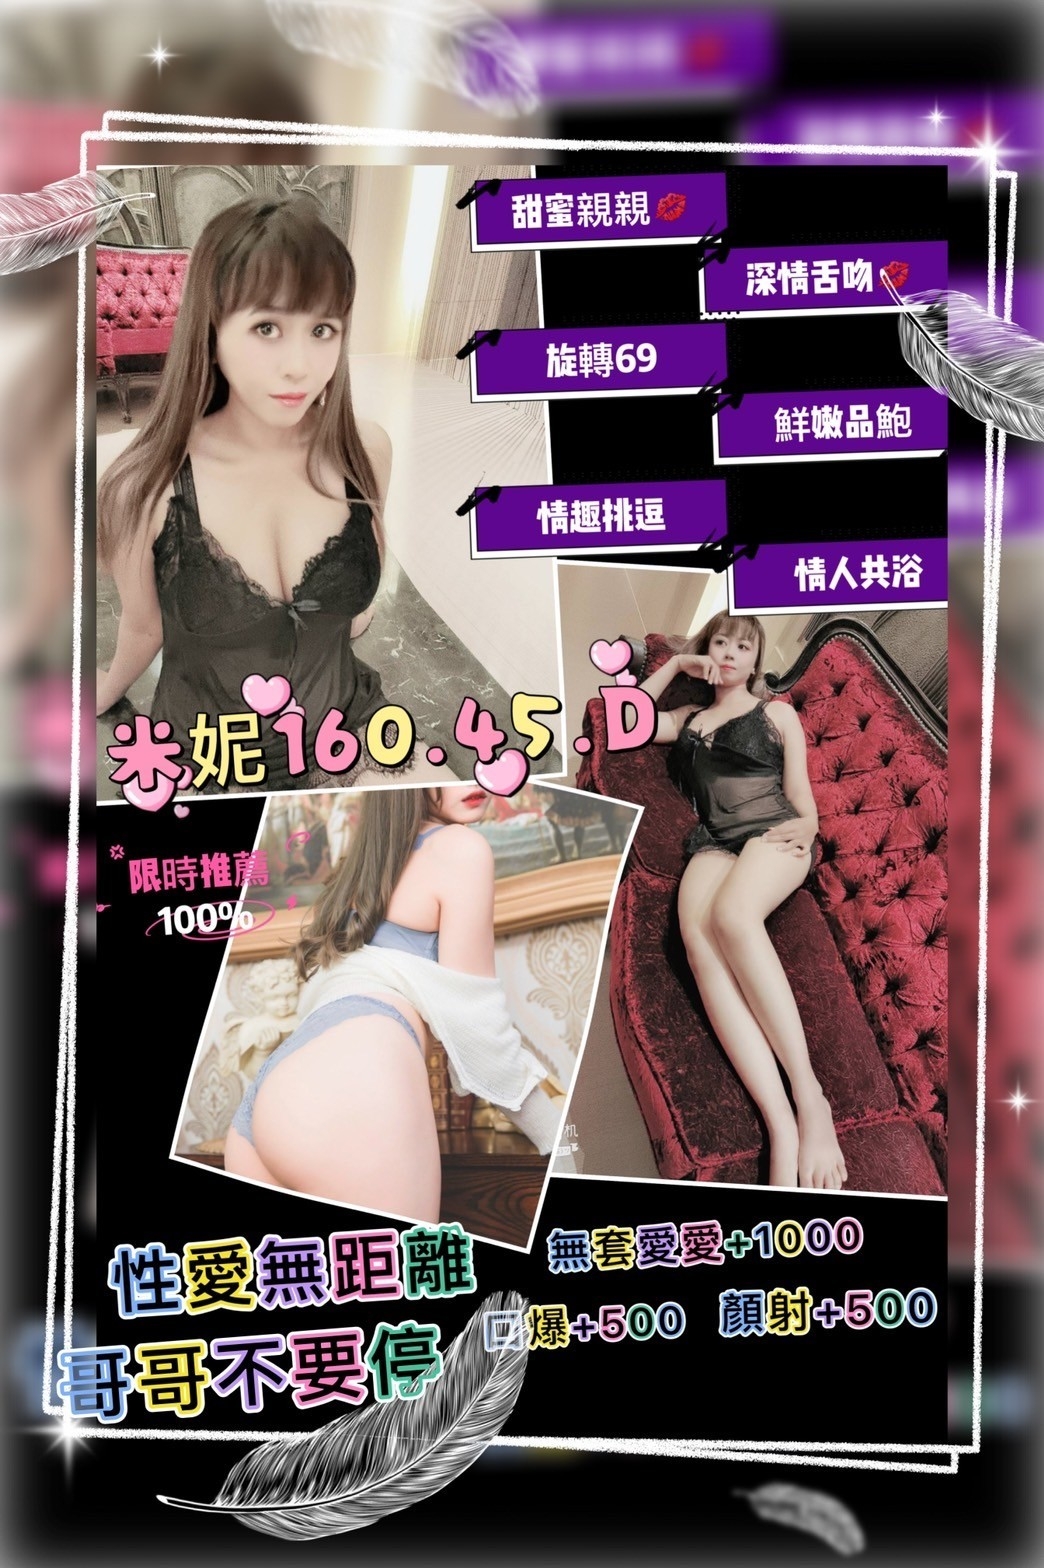 甜蜜親親
深情舌吻
旋轉69
鮮嫩品鮑
情趣挑逗
情人共浴
米妮160.45.D
限時推薦
100%
性愛無距離
哥哥不要停
無套愛愛+1000
口爆+500 顏射+500